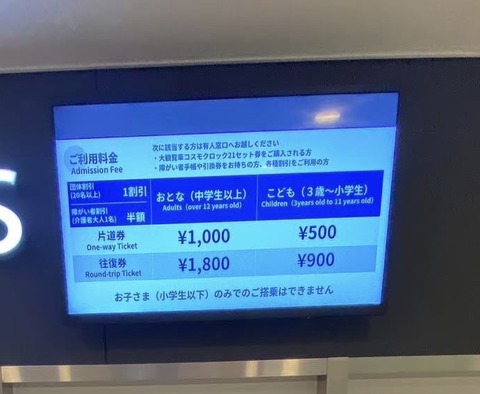 ご利用料金
Admission Fee
次に該当する方は有人窓口へお越しください
・大観覧車コスモクロック21セット券をご購入される方
・障がい者手帳や引換券をお持ちの方、各種割引をご利用の方
団体割引
(20名以上)
1割引
障がい者割引
(介護者大人1名)
半額
おとな（中学生以上）
Adults (over 12 years old)
こども（３歳～小学生）
Children (3years old to 11 years old)
片道券
One-way Ticket
¥1,000
¥500
往復券
Round-trip Ticket
¥1,800
¥900
お子さま（小学生以下）のみでのご搭乗はできません